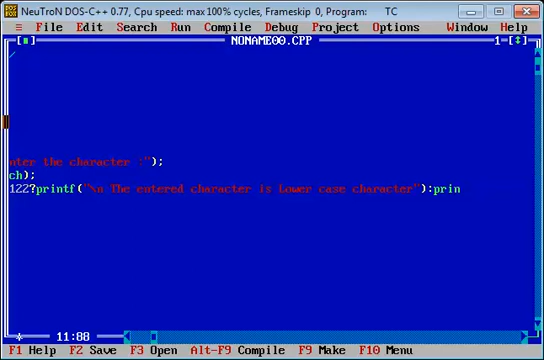 NeuTroN DOS-C++ 0.77, Cpu speed: max 100% cycles, Frameskip 0, Program: TC
≡ File Edit Search Run Compile Debug Project Options Window Help
[■] NONAME00.CPP 1=[↕]
nter the character :");
ch);
122?printf("\n The entered character is Lower case character"):prin
* 11:88
F1 Help F2 Save F3 Open Alt-F9 Compile F9 Make F10 Menu